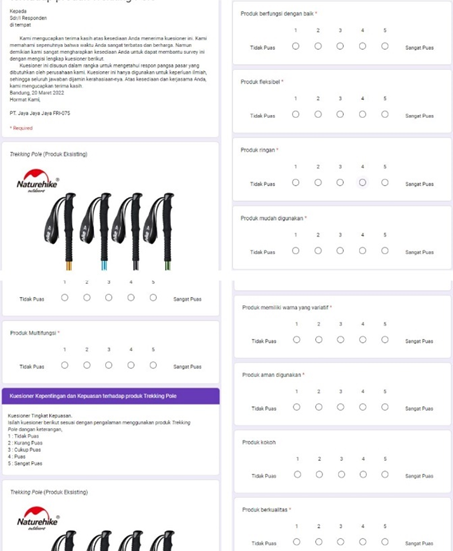 Kepada
Sdr/i Responden
di tempat
Kami mengucapkan terima kasih atas kesediaan Anda menerima kuesioner ini. Kami
memahami sepenuhnya bahwa waktu Anda sangat terbatas dan berharga. Namun
demikian kami sangat mengharapkan kesediaan Anda untuk dapat membantu survey ini
dengan mengisi lengkap kuesioner berikut.
Kuesioner ini disusun dalam rangka untuk mengetahui respon pangsa pasar yang
dibutuhkan oleh perusahaan kami. Kuesioner ini hanya digunakan untuk keperluan ilmiah,
sehingga seluruh jawaban dijamin kerahasiaan-nya. Atas kesediaan dan kerjasama Anda,
kami mengucapkan terima kasih.
Bandung, 20 Maret 2022
Hormat Kami,
PT. Jaya Jaya Jaya FRI-07S
* Required
Trekking Pole (Produk Eksisting)
Naturehike
outdoors
1 2 3 4 5
Tidak Puas Sangat Puas
Produk Multifungsi *
1 2 3 4 5
Tidak Puas Sangat Puas
Kuesioner Kepentingan dan Kepuasan terhadap produk Trekking Pole
Kuesioner Tingkat Kepuasan.
Isilah kuesioner berikut sesuai dengan pengalaman menggunakan produk Trekking
Pole dangan keterangan,
1 : Tidak Puas
2 : Kurang Puas
3 : Cukup Puas
4 : Puas
5 : Sangat Puas
Trekking Pole (Produk Eksisting)
Naturehike
outdoors
Produk berfungsi dengan baik *
1 2 3 4 5
Tidak Puas Sangat Puas
Produk fleksibel *
1 2 3 4 5
Tidak Puas Sangat Puas
Produk ringan *
1 2 3 4 5
Tidak Puas Sangat Puas
Produk mudah digunakan *
1 2 3 4 5
Tidak Puas Sangat Puas
Produk memiliki warna yang variatif *
1 2 3 4 5
Tidak Puas Sangat Puas
Produk aman digunakan *
1 2 3 4 5
Tidak Puas Sangat Puas
Produk kokoh
1 2 3 4 5
Tidak Puas Sangat Puas
Produk berkualitas *
1 2 3 4 5
Tidak Puas Sangat Puas